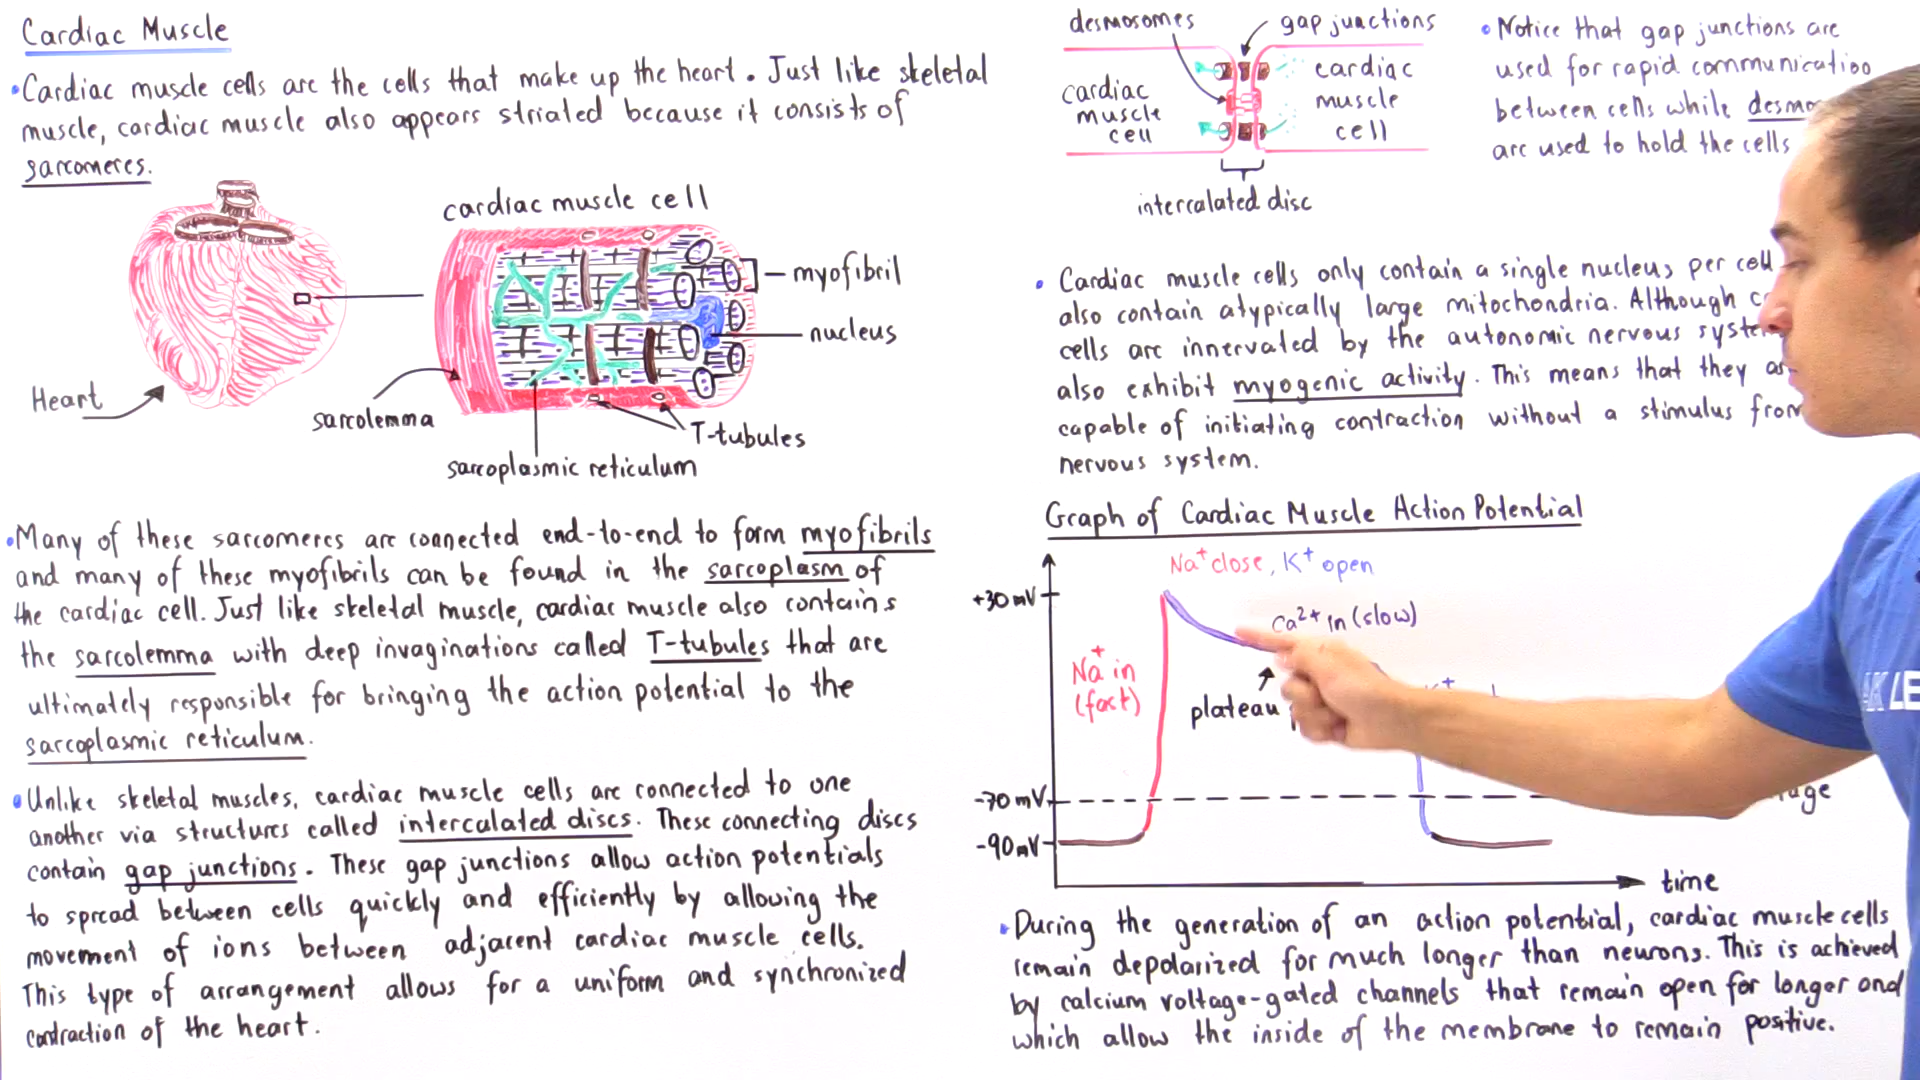 Cardiac Muscle
•Cardiac muscle cells are the cells that make up the heart. Just like skeletal
muscle, cardiac muscle also appears striated because it consists of
sarcomeres.
cardiac muscle cell
myofibril
nucleus
Heart
sarcolemma
T-tubules
sarcoplasmic reticulum
•Many of these sarcomeres are connected end-to-end to form myofibrils
and many of these myofibrils can be found in the sarcoplasm of
the cardiac cell. Just like skeletal muscle, cardiac muscle also contains
the sarcolemma with deep invaginations called T-tubules that are
ultimately responsible for bringing the action potential to the
sarcoplasmic reticulum.
•Unlike skeletal muscles, cardiac muscle cells are connected to one
another via structures called intercalated discs. These connecting discs
contain gap junctions. These gap junctions allow action potentials
to spread between cells quickly and efficiently by allowing the
movement of ions between adjacent cardiac muscle cells.
This type of arrangement allows for a uniform and synchronized
contraction of the heart.
desmosomes
gap junctions
cardiac
muscle
cell
cardiac
muscle
cell
intercalated disc
•Notice that gap junctions are
used for rapid communication
between cells while
are used to hold the cells
•Cardiac muscle cells only contain a single nucleus per cell
also contain atypically large mitochondria. Although
cells are innervated by the autonomic nervous
also exhibit myogenic activity. This means that they
capable of initiating contraction without a stimulus from
nervous system.
Graph of Cardiac Muscle Action Potential
Na+ close, K+ open
+30mV
Ca2+ in (slow)
Na+ in
(fast)
plateau
-70mV
-90mV
time
•During the generation of an action potential, cardiac muscle cells
remain depolarized for much longer than neurons. This is achieved
by calcium voltage-gated channels that remain open for longer and
which allow the inside of the membrane to remain positive.